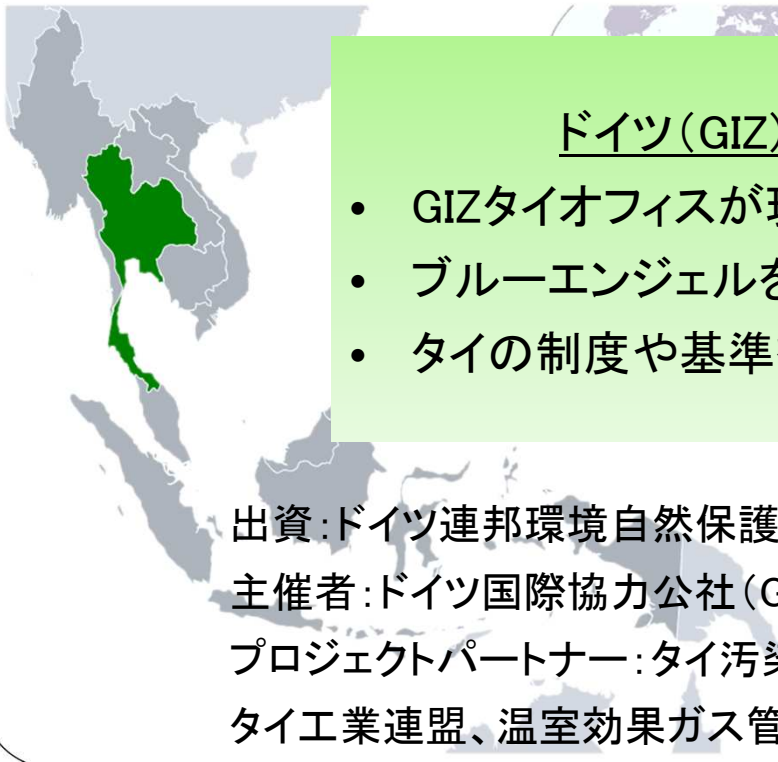 ドイツ（GIZ）
• GIZタイオフィスが
• ブルーエンジェルを
• タイの制度や基準
出資：ドイツ連邦環境自然保護
主催者：ドイツ国際協力公社（G
プロジェクトパートナー：タイ汚染
タイ工業連盟、温室効果ガス管